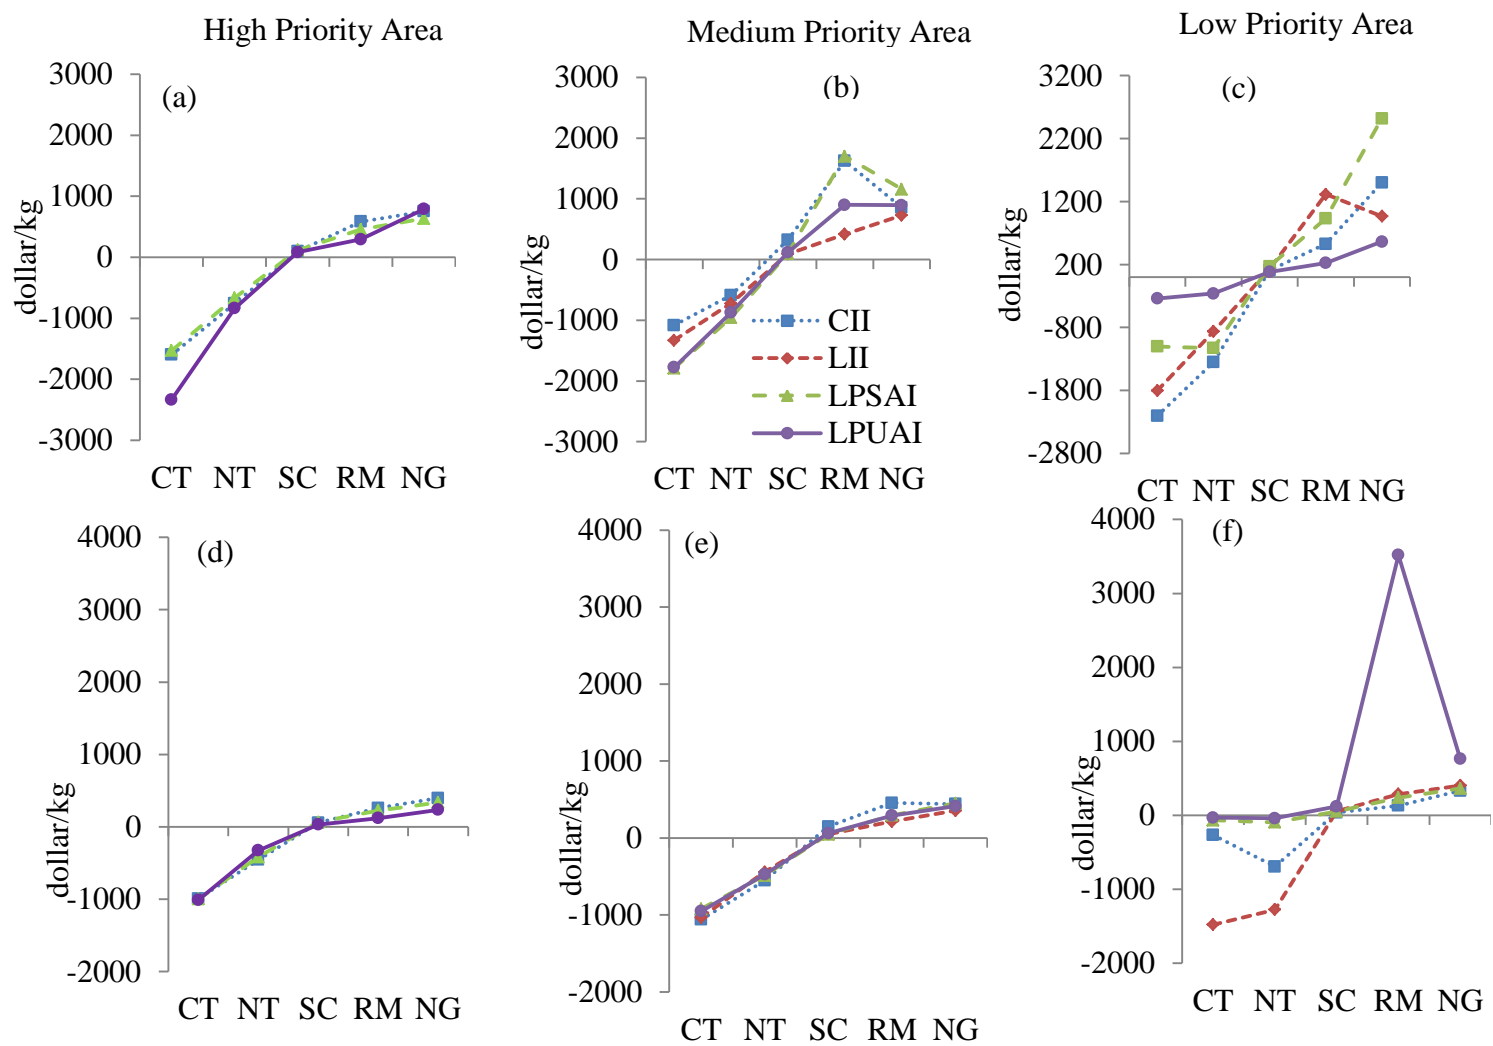 High Priority Area
Medium Priority Area
Low Priority Area
(a)
3000
2000
1000
0
-1000
-2000
-3000
dollar/kg
CT NT SC RM NG
(b)
3000
2000
1000
0
-1000
-2000
-3000
dollar/kg
CII
LII
LPSAI
LPUAI
CT NT SC RM NG
(c)
3200
2200
1200
200
-800
-1800
-2800
dollar/kg
CT NT SC RM NG
(d)
4000
3000
2000
1000
0
-1000
-2000
dollar/kg
CT NT SC RM NG
(e)
4000
3000
2000
1000
0
-1000
-2000
dollar/kg
CT NT SC RM NG
(f)
4000
3000
2000
1000
0
-1000
-2000
dollar/kg
CT NT SC RM NG